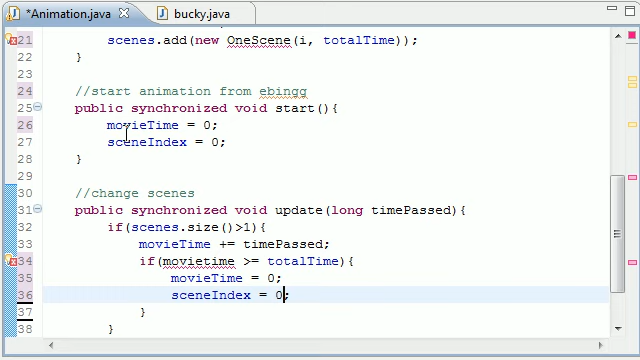 *Animation.java bucky.java
21 scenes.add(new OneScene(i, totalTime));
22 }
23
24 //start animation from ebingg
25 public synchronized void start(){
26 movieTime = 0;
27 sceneIndex = 0;
28 }
29
30 //change scenes
31 public synchronized void update(long timePassed){
32 if(scenes.size()>1){
33 movieTime += timePassed;
34 if(movietime >= totalTime){
35 movieTime = 0;
36 sceneIndex = 0;
37 }
38 }